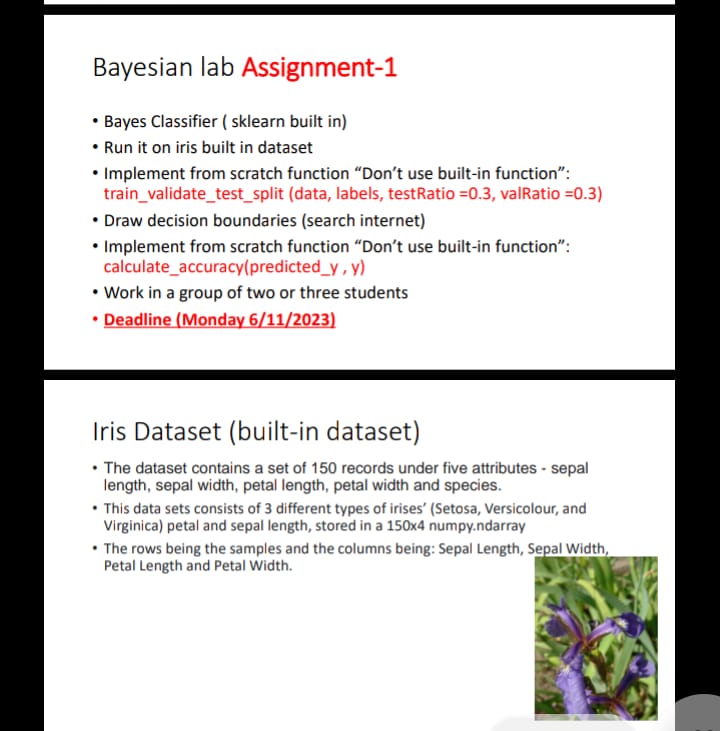 Bayesian lab Assignment-1
• Bayes Classifier ( sklearn built in)
• Run it on iris built in dataset
• Implement from scratch function “Don’t use built-in function”:
train_validate_test_split (data, labels, testRatio =0.3, valRatio =0.3)
• Draw decision boundaries (search internet)
• Implement from scratch function “Don’t use built-in function”:
calculate_accuracy(predicted_y , y)
• Work in a group of two or three students
• Deadline (Monday 6/11/2023)
Iris Dataset (built-in dataset)
• The dataset contains a set of 150 records under five attributes - sepal
length, sepal width, petal length, petal width and species.
• This data sets consists of 3 different types of irises’ (Setosa, Versicolour, and
Virginica) petal and sepal length, stored in a 150x4 numpy.ndarray
• The rows being the samples and the columns being: Sepal Length, Sepal Width,
Petal Length and Petal Width.